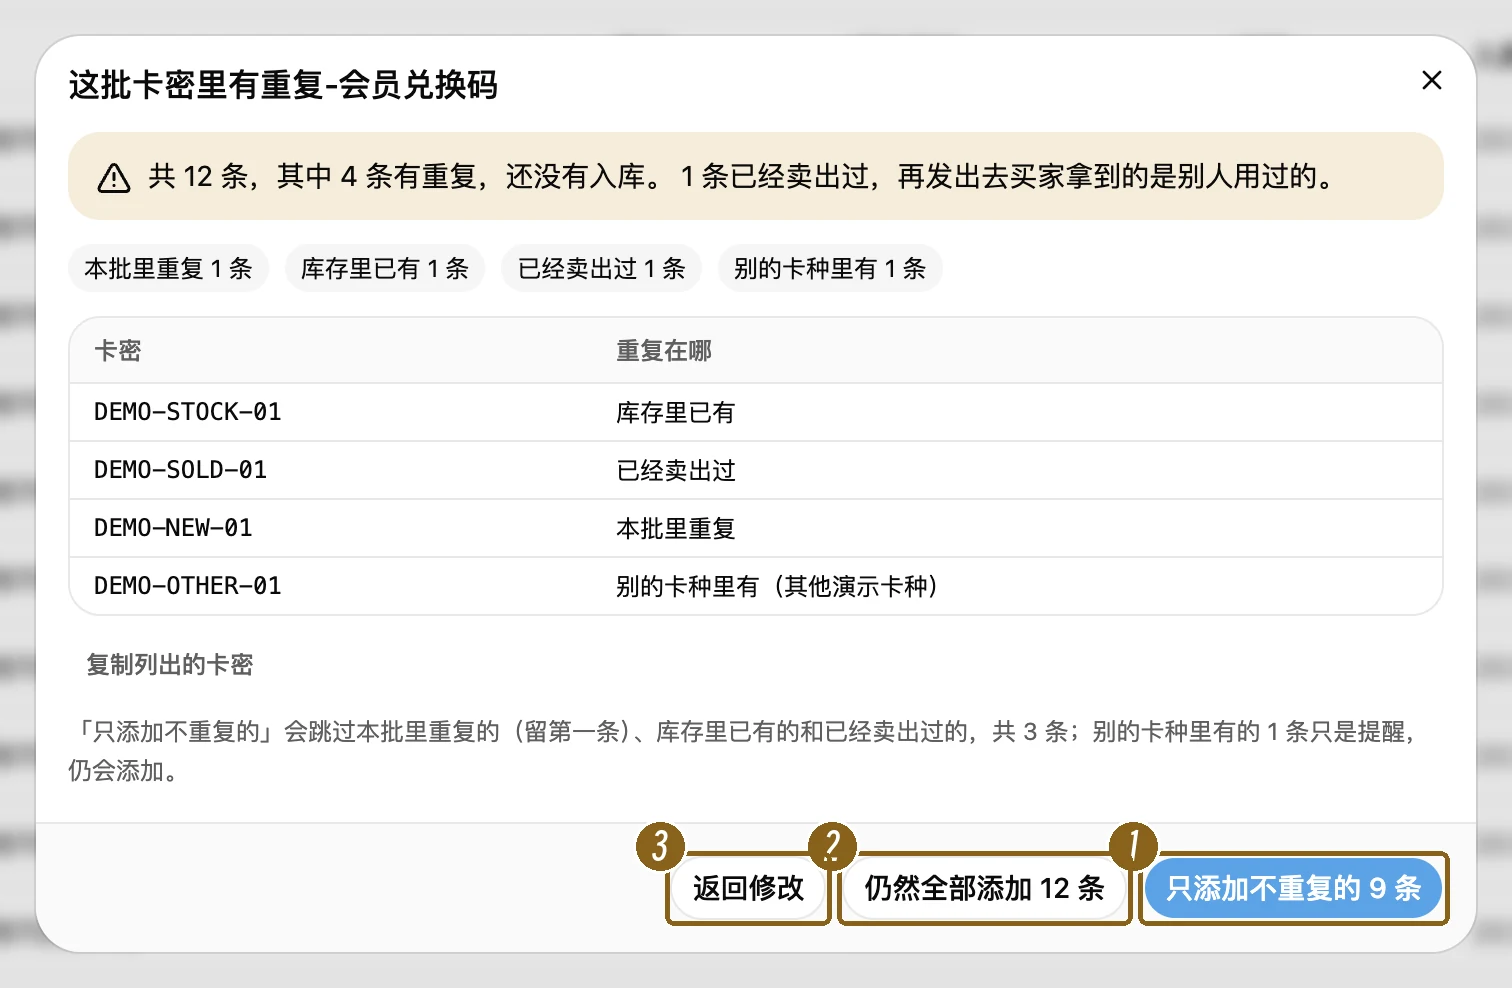 这批卡密里有重复-会员兑换码
共 12 条，其中 4 条有重复，还没有入库。 1 条已经卖出过，再发出去买家拿到的是别人用过的。
本批里重复 1 条
库存里已有 1 条
已经卖出过 1 条
别的卡种里有 1 条
卡密 重复在哪
DEMO-STOCK-01 库存里已有
DEMO-SOLD-01 已经卖出过
DEMO-NEW-01 本批里重复
DEMO-OTHER-01 别的卡种里有（其他演示卡种）
复制列出的卡密
「只添加不重复的」会跳过本批里重复的（留第一条）、库存里已有的和已经卖出过的，共 3 条；别的卡种里有的 1 条只是提醒，
仍会添加。
3 返回修改
2 仍然全部添加 12 条
1 只添加不重复的 9 条